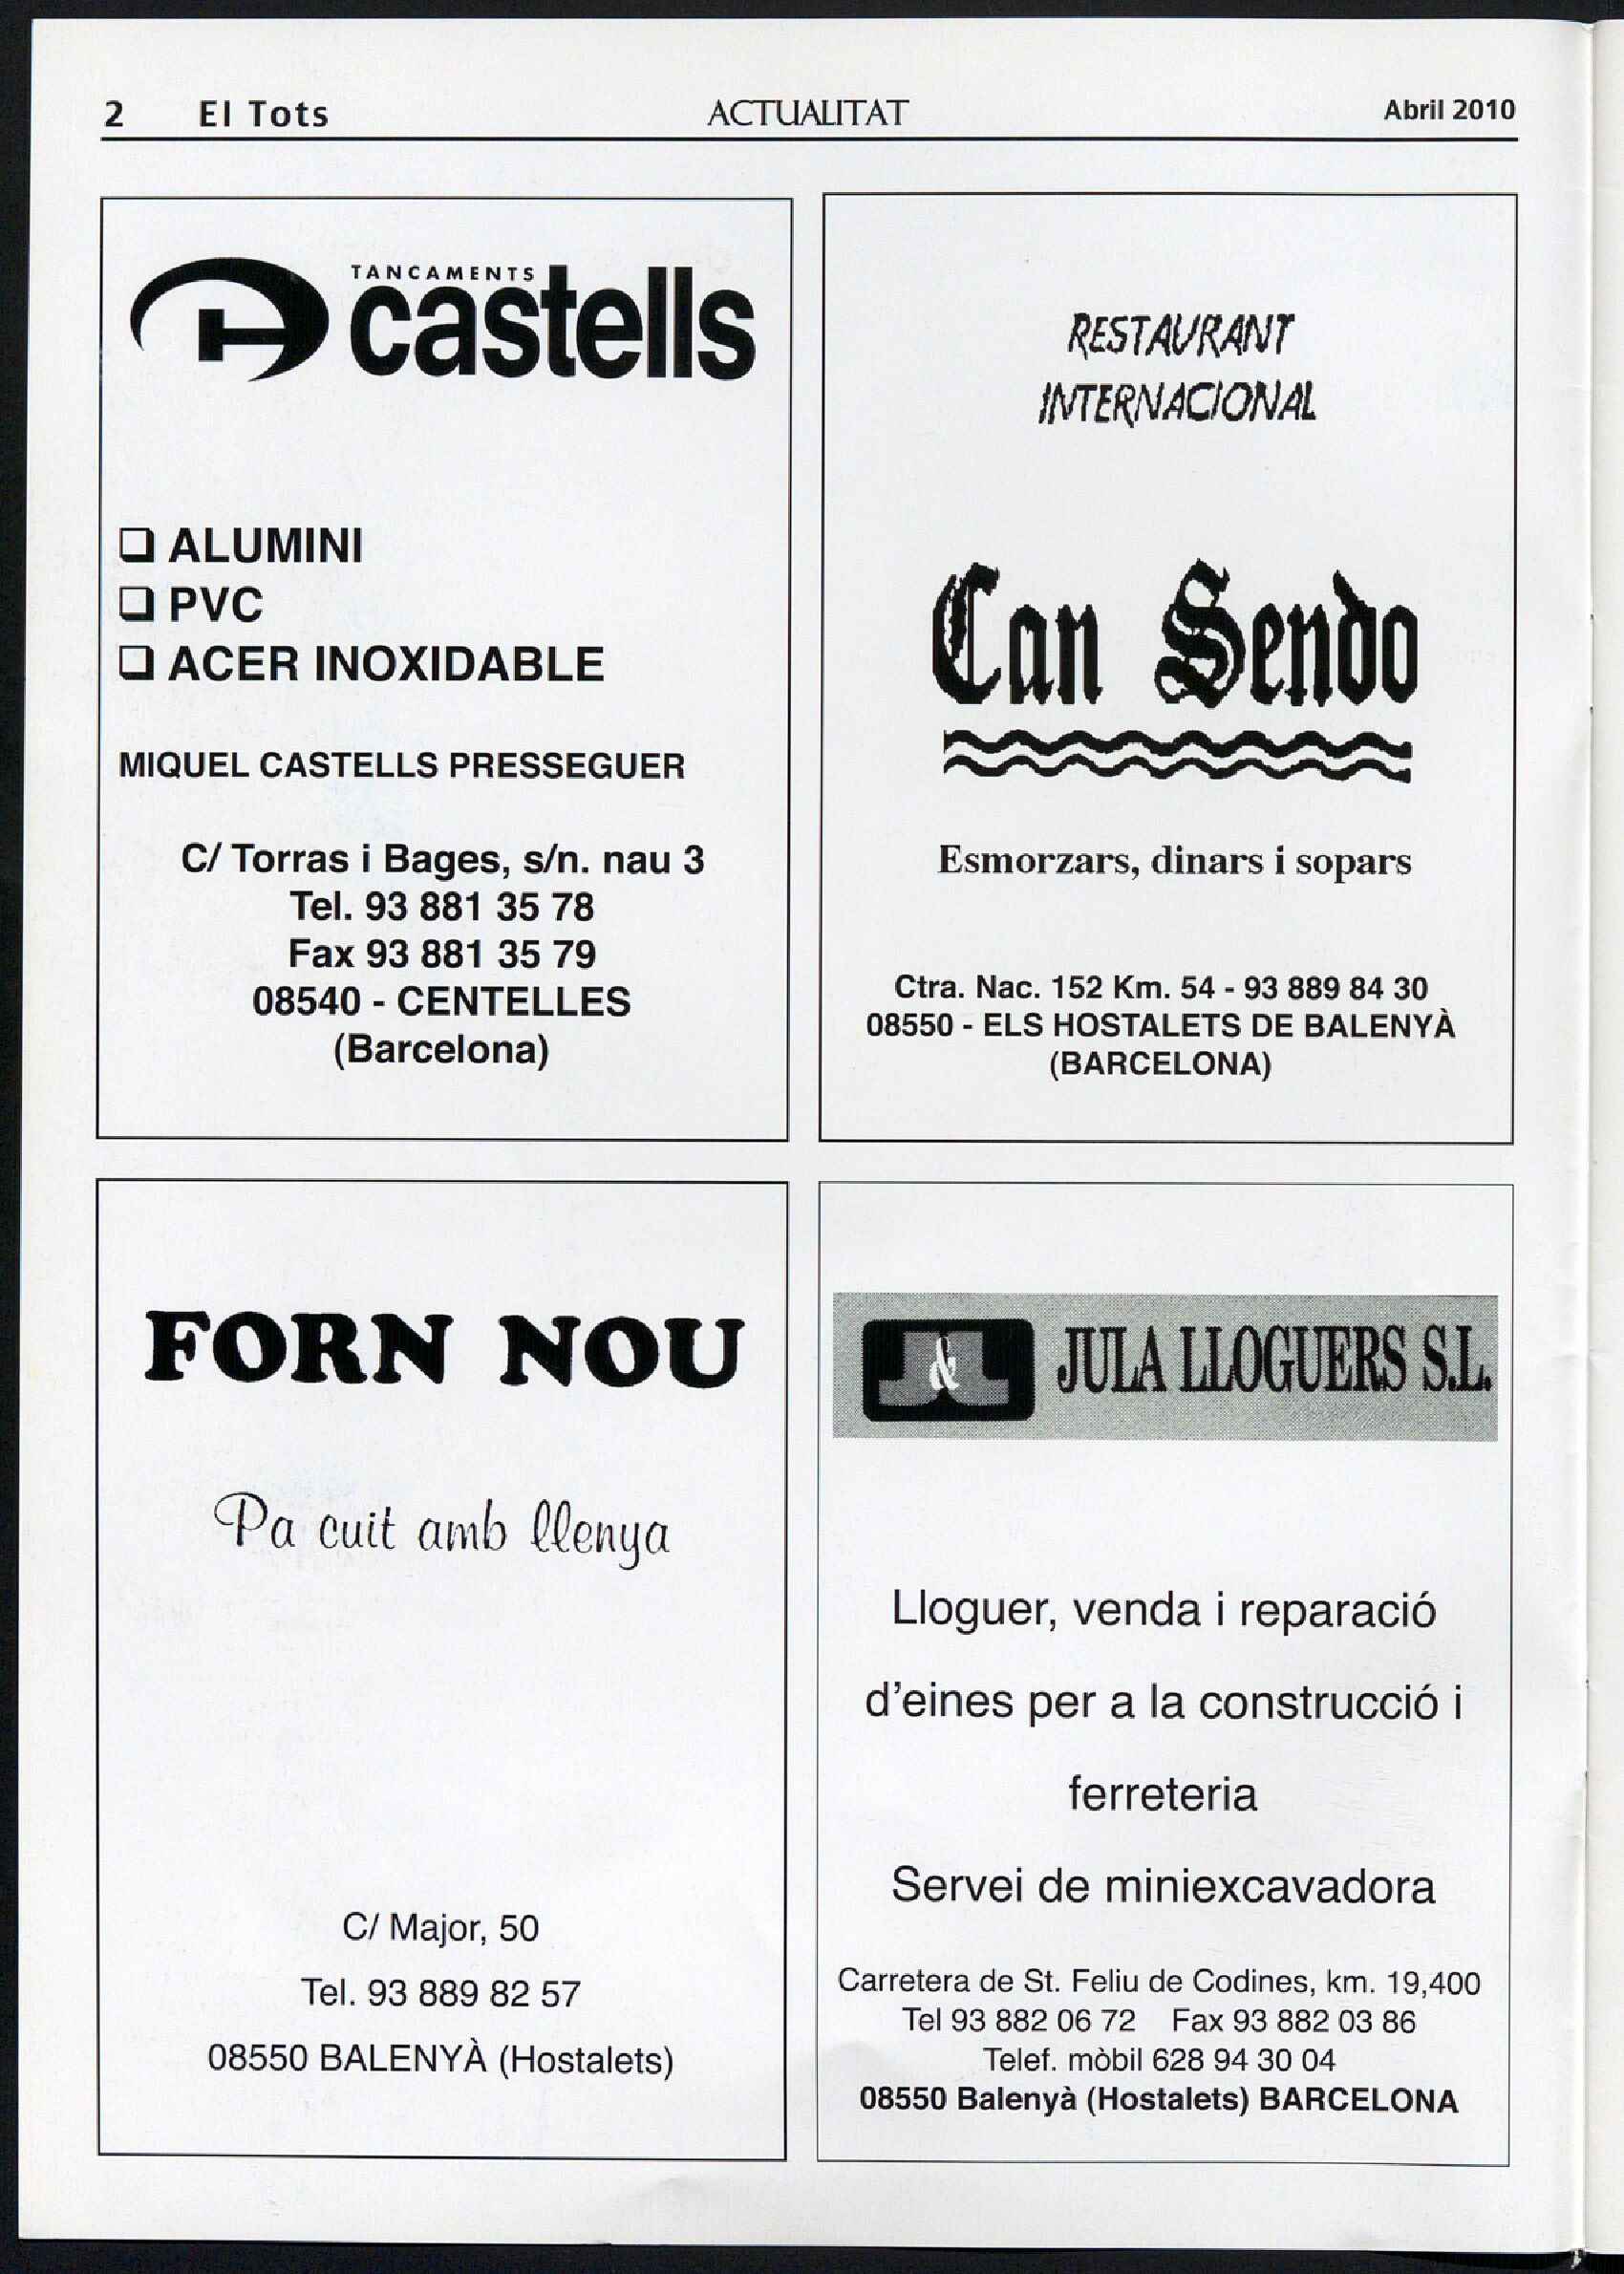 2 El Tots ACTUALITAT Abril 2010
TANCAMENTS
castells
❑ ALUMINI
❑ PVC
❑ ACER INOXIDABLE
MIQUEL CASTELLS PRESSEGUER
C/ Torras i Bages, s/n. nau 3
Tel. 93 881 35 78
Fax 93 881 35 79
08540 - CENTELLES
(Barcelona)
RESTAURANT
INTERNACIONAL
Can Sendo
Esmorzars, dinars i sopars
Ctra. Nac. 152 Km. 54 - 93 889 84 30
08550 - ELS HOSTALETS DE BALENYÀ
(BARCELONA)
FORN NOU
Pa cuit amb llenya
C/ Major, 50
Tel. 93 889 82 57
08550 BALENYÀ (Hostalets)
J&L JULA LLOGUERS S.L.
Lloguer, venda i reparació
d'eines per a la construcció i
ferreteria
Servei de miniexcavadora
Carretera de St. Feliu de Codines, km. 19,400
Tel 93 882 06 72 Fax 93 882 03 86
Telef. mòbil 628 94 30 04
08550 Balenyà (Hostalets) BARCELONA